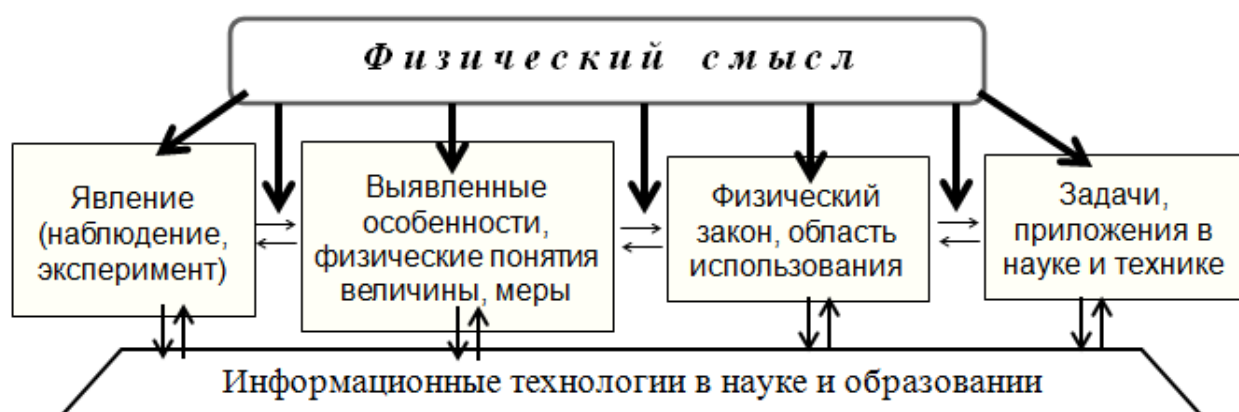 Физический смысл
Явление
(наблюдение,
эксперимент)
Выявленные
особенности,
физические понятия
величины, меры
Физический
закон, область
использования
Задачи,
приложения в
науке и технике
Информационные технологии в науке и образовании